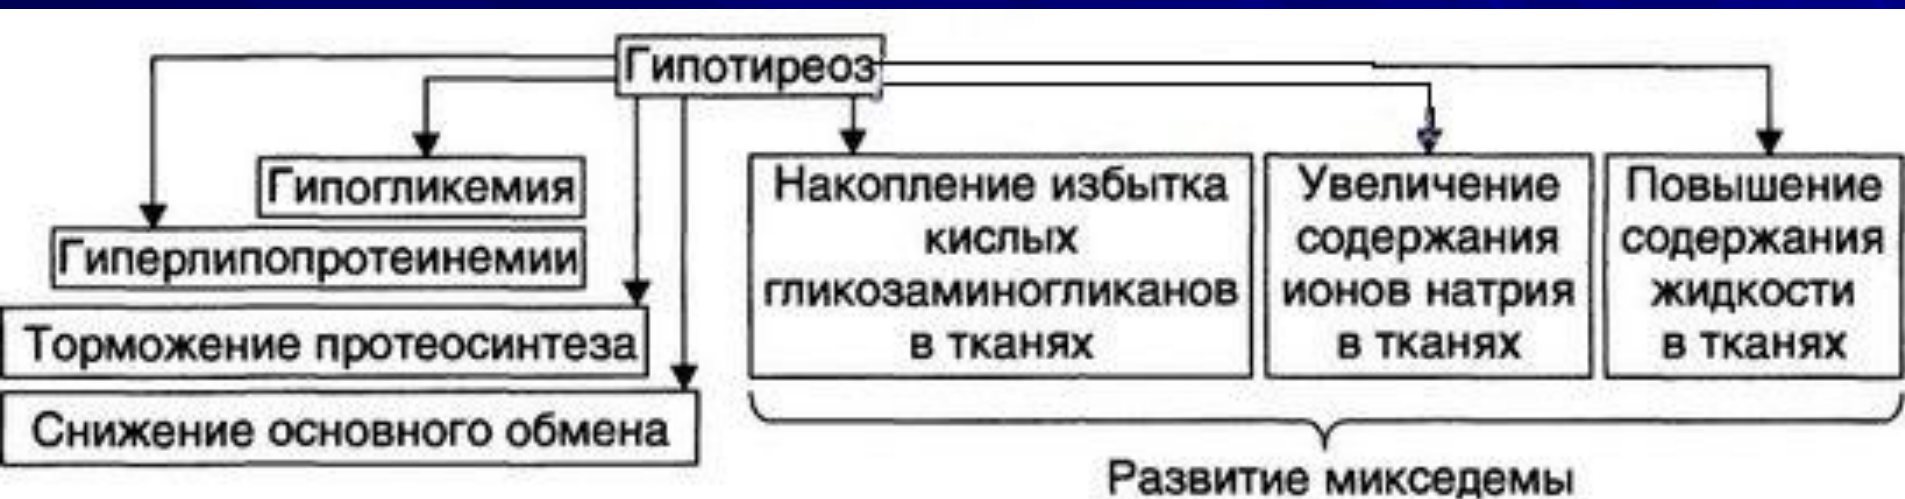 Гипотиреоз
Гипогликемия
Гиперлипопротеинемии
Торможение протеосинтеза
Снижение основного обмена
Накопление избытка
кислых
гликозаминогликанов
в тканях
Увеличение
содержания
ионов натрия
в тканях
Повышение
содержания
жидкости
в тканях
Развитие микседемы